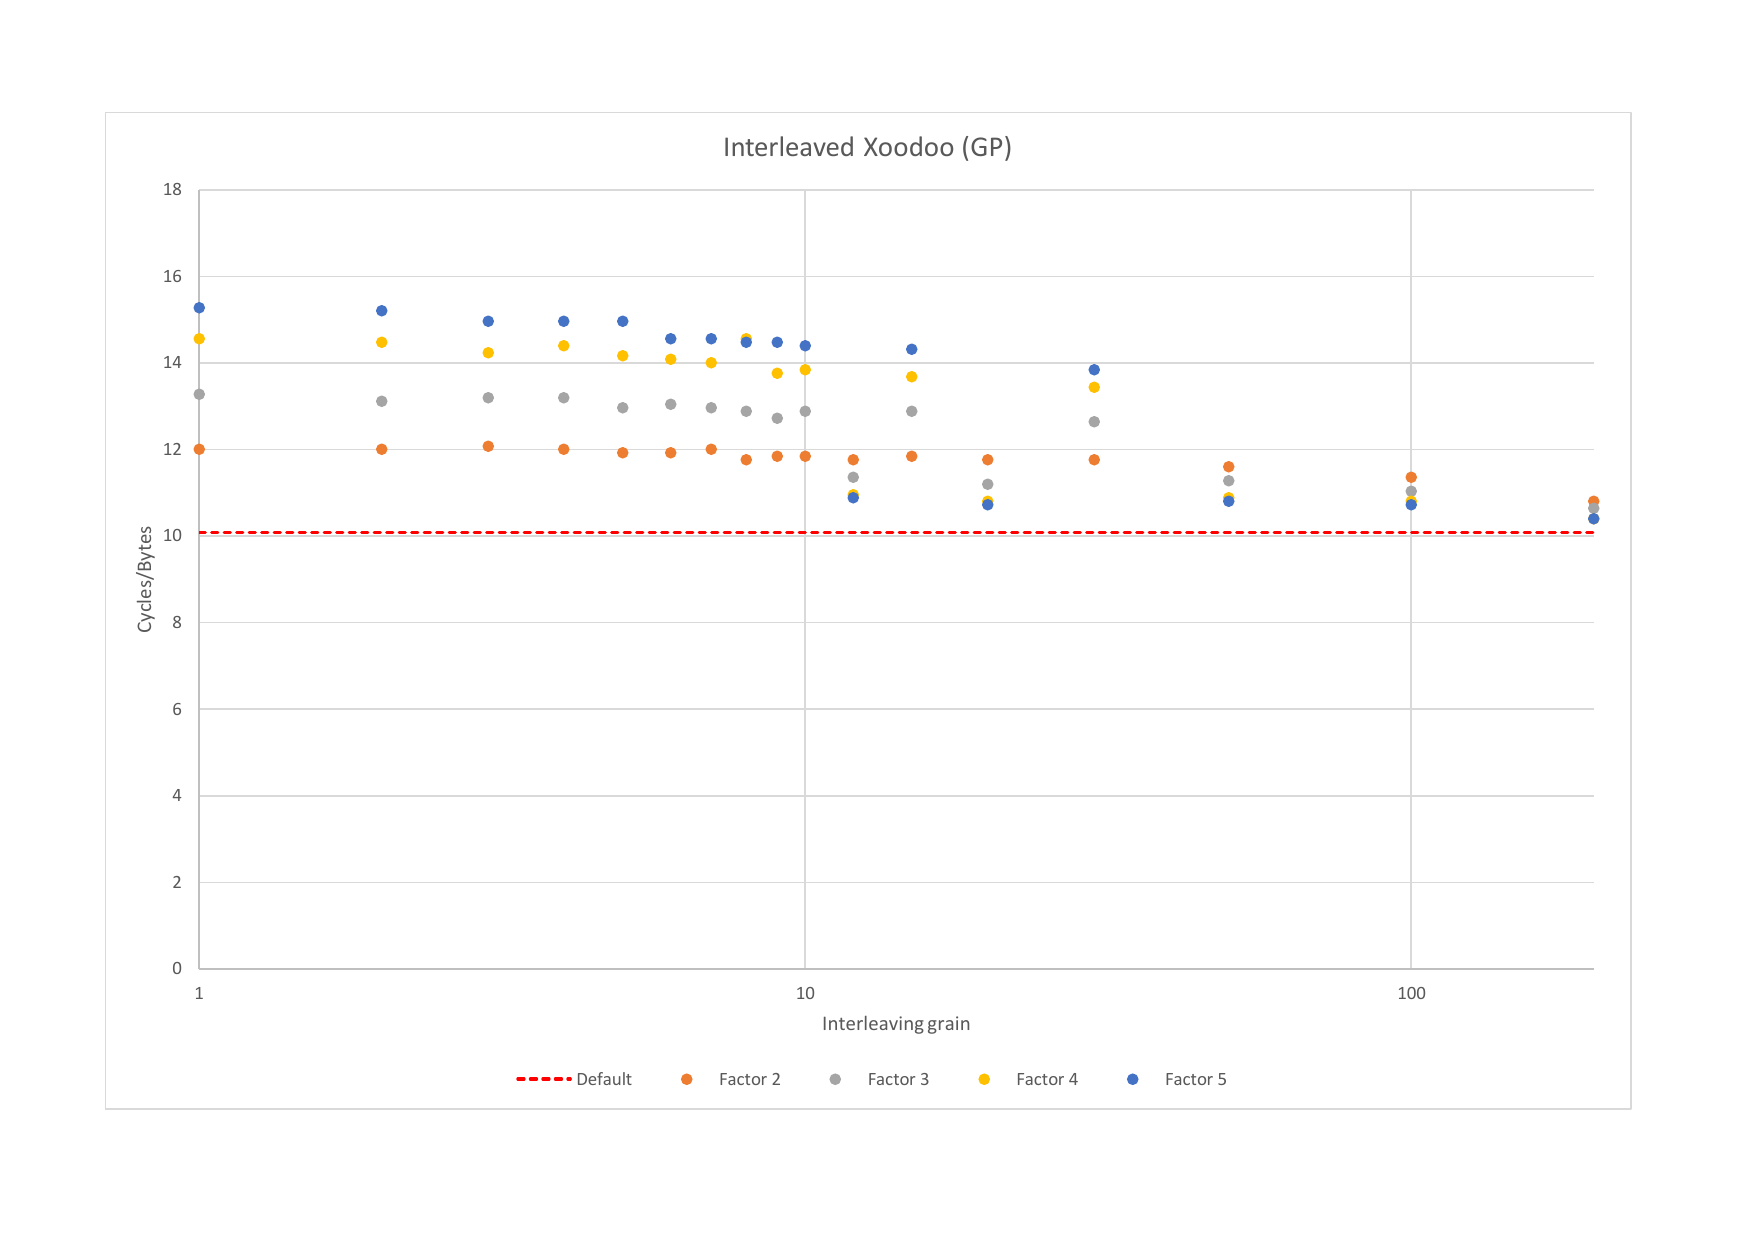 Interleaved Xoodoo (GP)
18
16
14
12
10
8
6
4
2
0
Cycles/Bytes
1 10 100
Interleaving grain
Default Factor 2 Factor 3 Factor 4 Factor 5